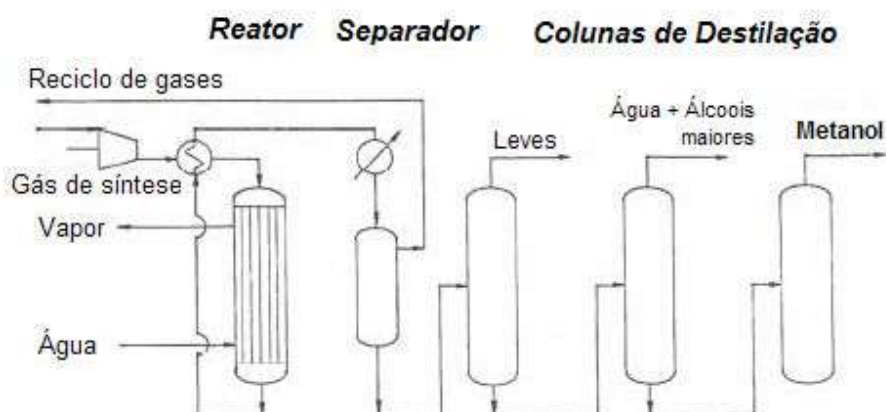 Reator Separador Colunas de Destilação
Reciclo de gases
Água + Álcoois
maiores
Metanol
Leves
Gás de síntese
Vapor
Água